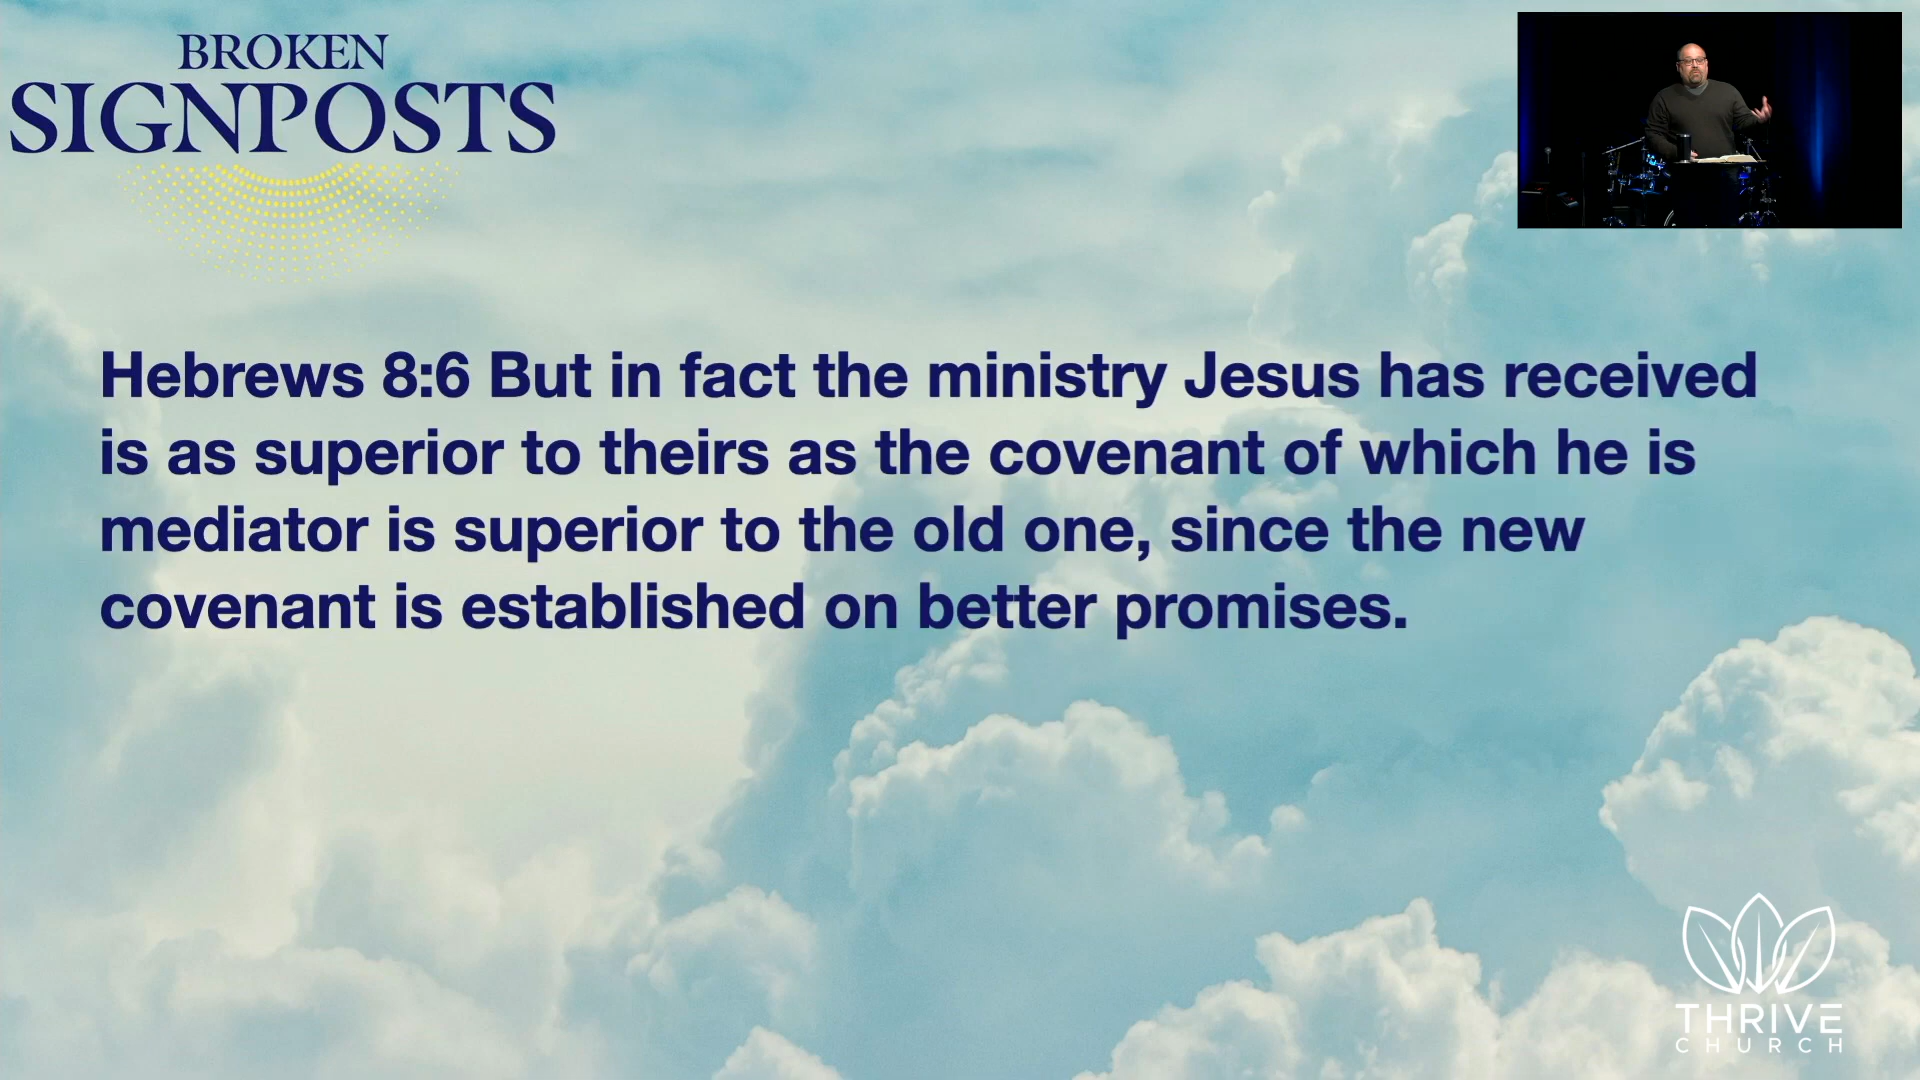 BROKEN
SIGNPOSTS
Hebrews 8:6 But in fact the ministry Jesus has received
is as superior to theirs as the covenant of which he is
mediator is superior to the old one, since the new
covenant is established on better promises.
THRIVE
CHURCH